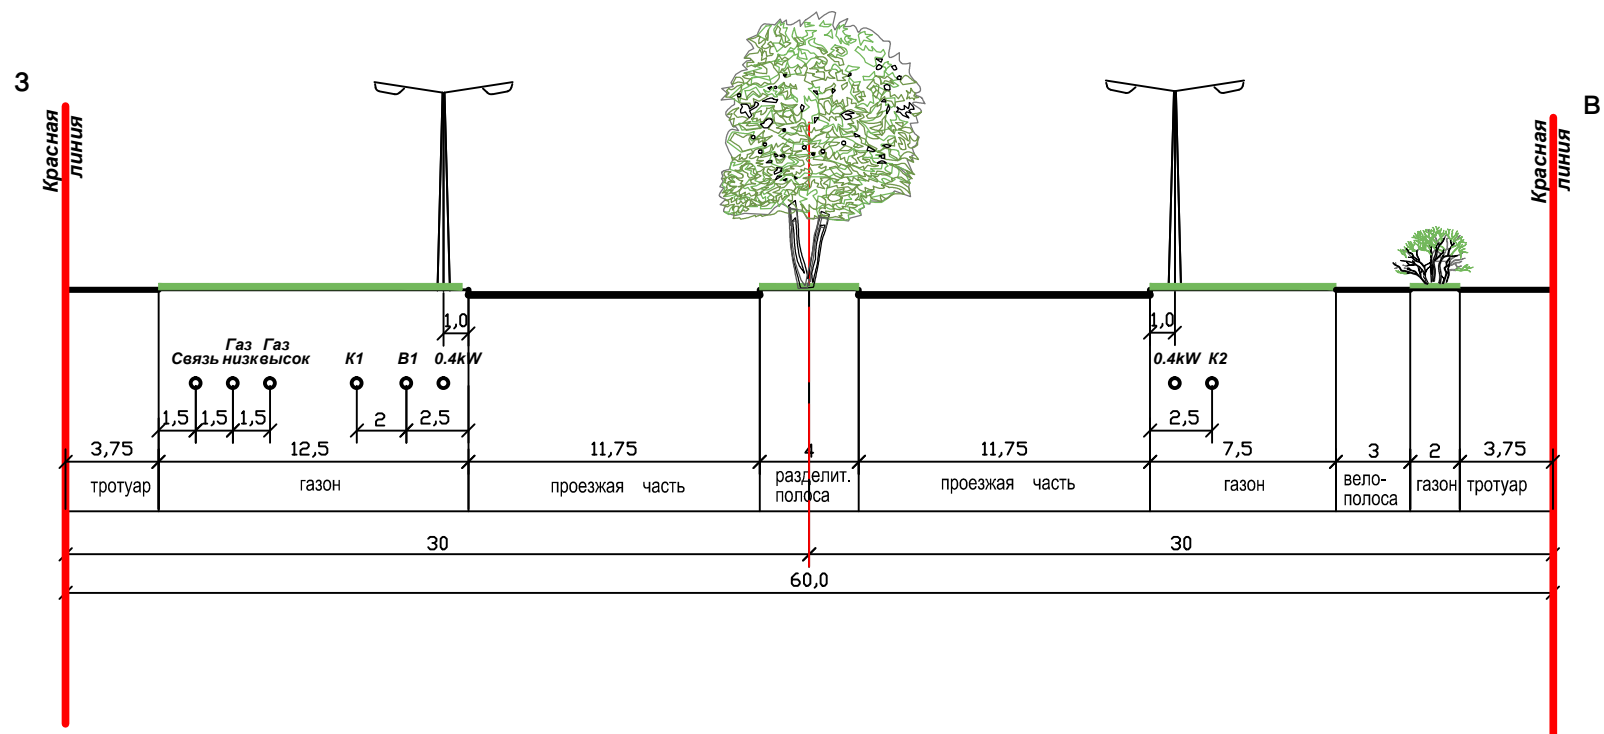 З
В
Красная
линия
Красная
линия
1,0
1,0
Газ Газ
Связь низк высок К1 В1 0.4kW
0.4kW К2
1,5 1,5 1,5 2 2,5
2,5
3,75 12,5 11,75 4 11,75 7,5 3 2 3,75
тротуар газон проезжая часть
разделит.
полоса
проезжая часть газон
вело-
полоса
газон тротуар
30 30
60,0